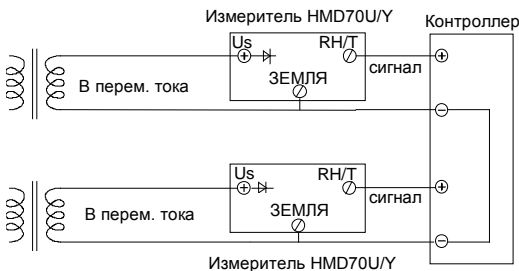 Измеритель HMD70U/Y
Контроллер
Us
RH/T
сигнал
В перем. тока
ЗЕМЛЯ
Us
RH/T
сигнал
В перем. тока
ЗЕМЛЯ
Измеритель HMD70U/Y